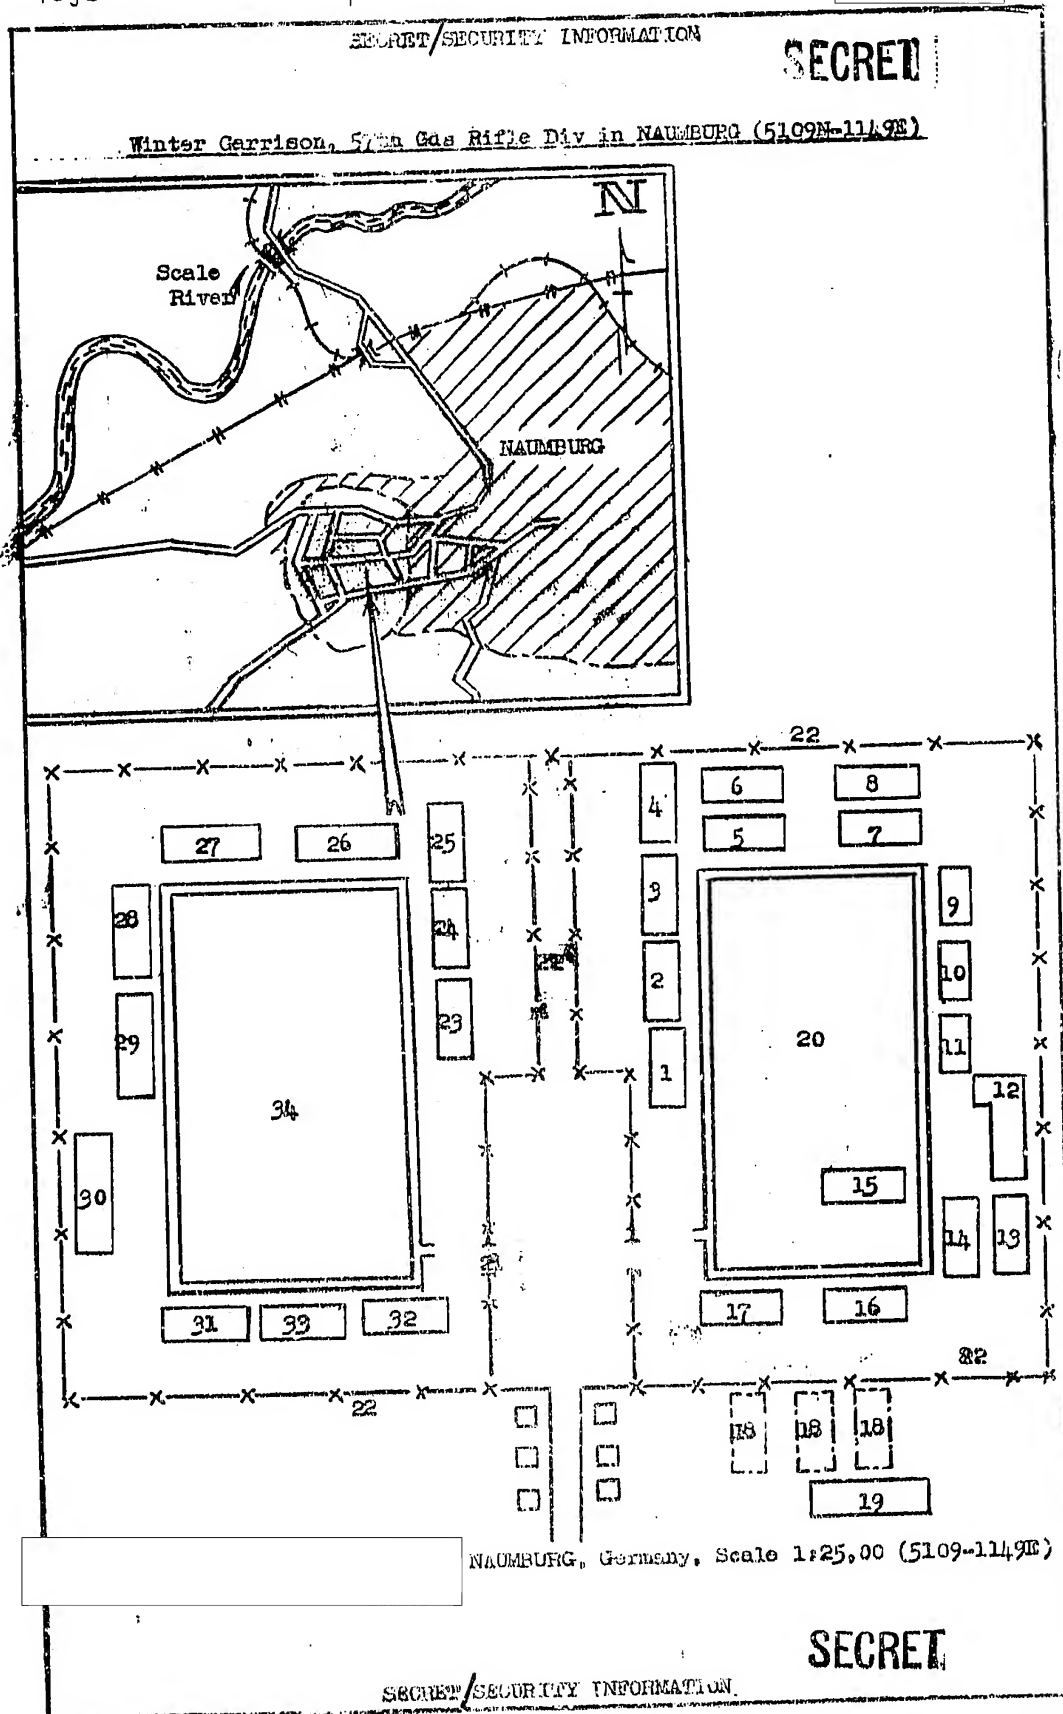 SECRET/SECURITY INFORMATION
SECRET
Winter Garrison, Gds Rifle Div in NAUMBURG (5109N-1149E)
N
Scale
River
NAUMBURG
22
4 6 8
27 26 25 5 7
28 24 3 9
2 10
29 23 20 11
34 1 12
30 15
14 13
21
31 33 32 17 16
22
22
18 18 18
19
NAUMBURG, Germany, Scale 1:25,00 (5109-1149E)
SECRET
SECRET/SECURITY INFORMATION